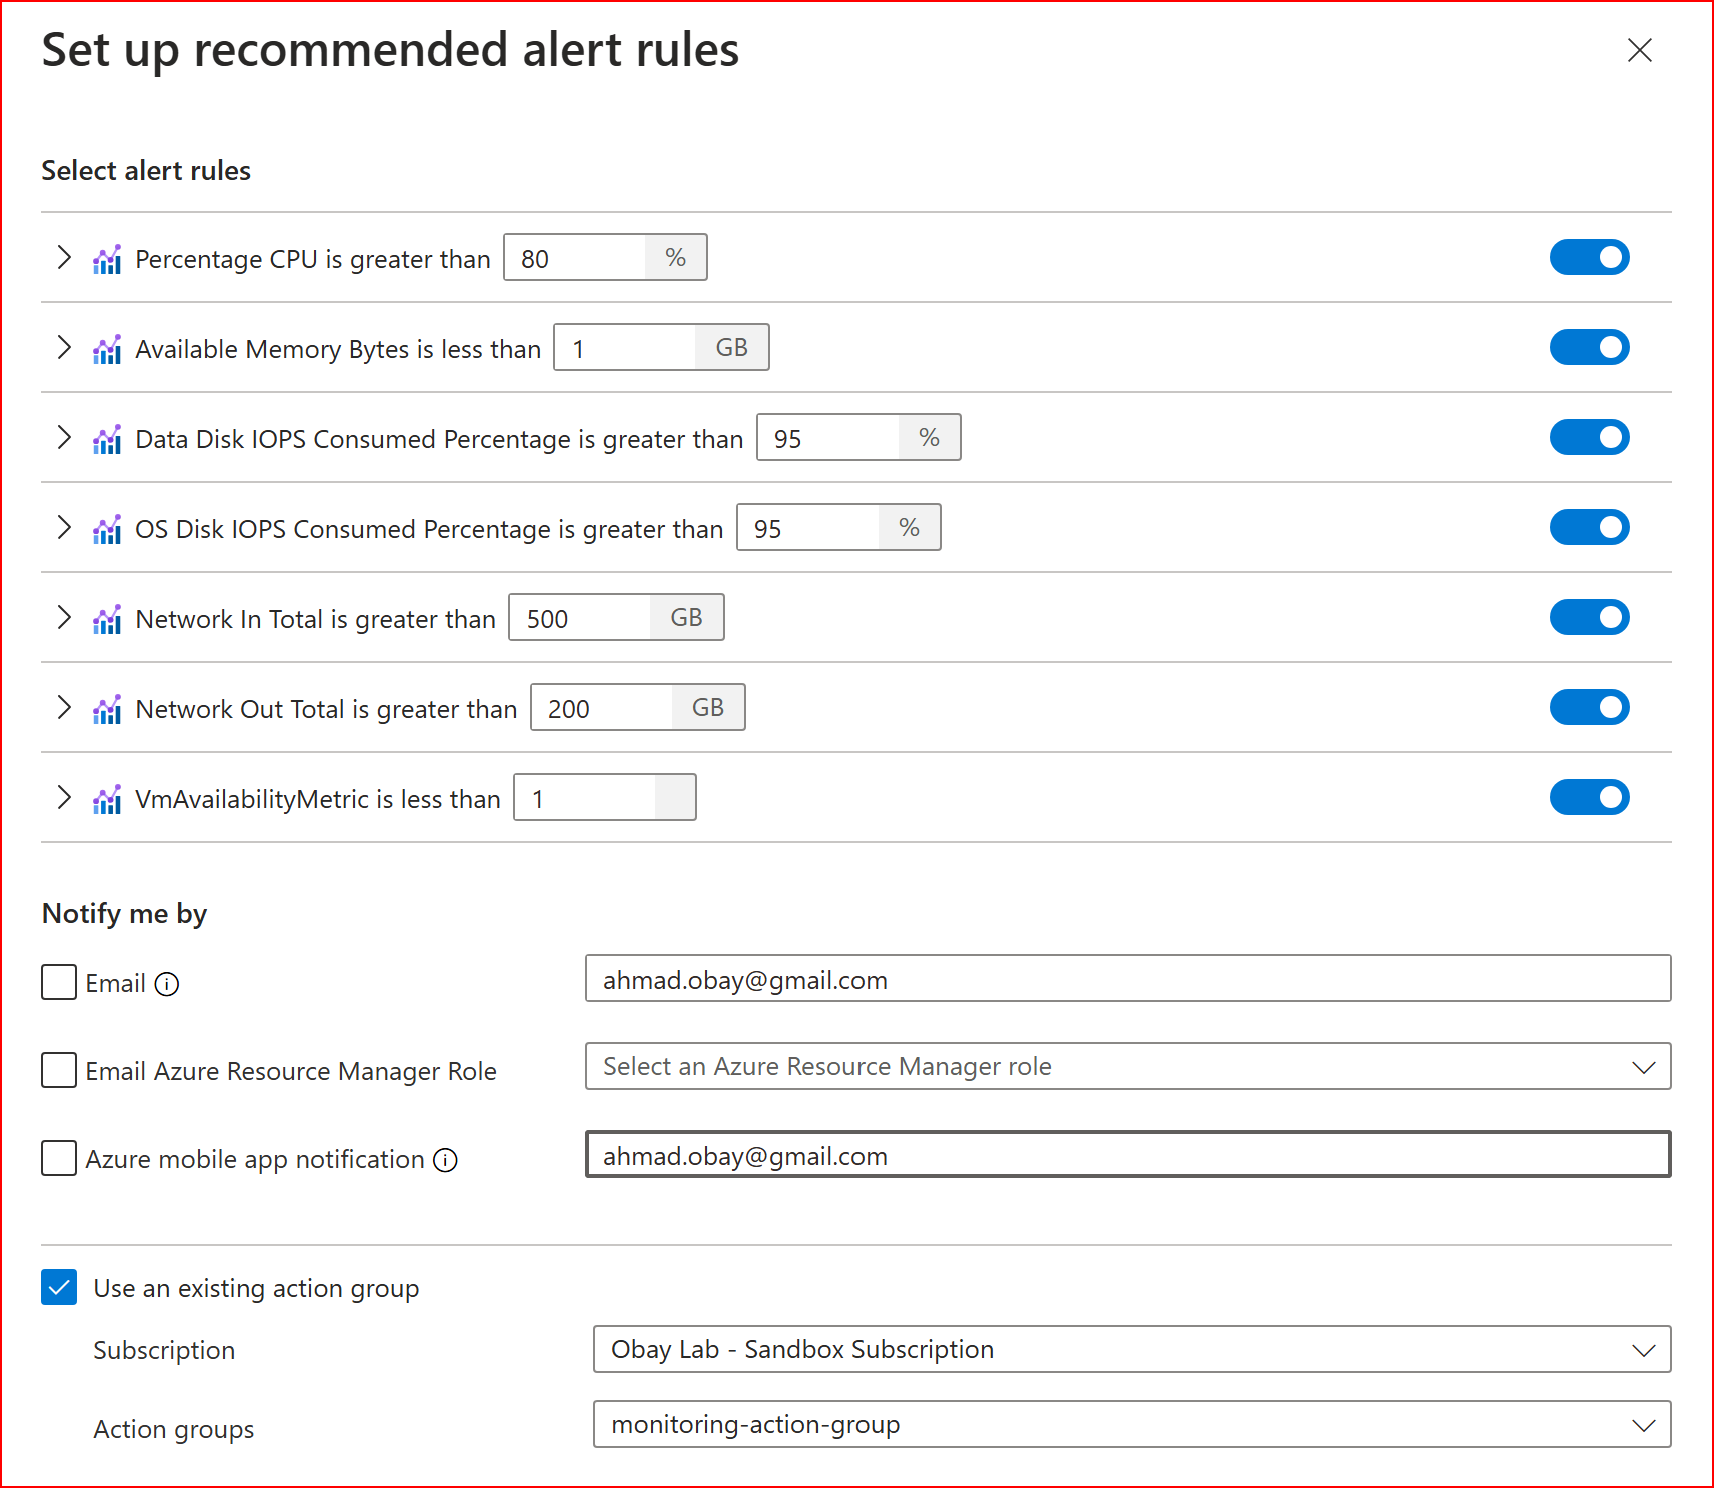 Set up recommended alert rules
Select alert rules
Percentage CPU is greater than 80 %
Available Memory Bytes is less than 1 GB
Data Disk IOPS Consumed Percentage is greater than 95 %
OS Disk IOPS Consumed Percentage is greater than 95 %
Network In Total is greater than 500 GB
Network Out Total is greater than 200 GB
VmAvailabilityMetric is less than 1
Notify me by
Email ahmad.obay@gmail.com
Email Azure Resource Manager Role Select an Azure Resource Manager role
Azure mobile app notification ahmad.obay@gmail.com
Use an existing action group
Subscription Obay Lab - Sandbox Subscription
Action groups monitoring-action-group